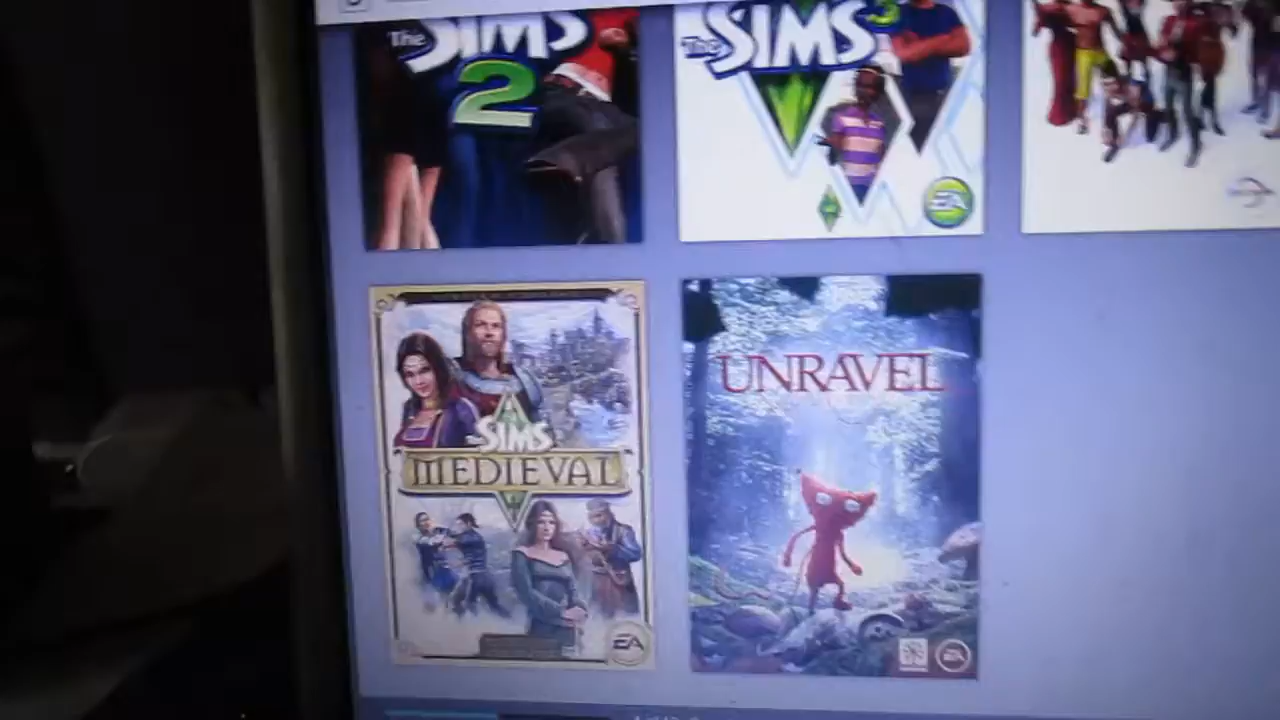 The SIMS
2
The SIMS 3
EA
The SIMS
MEDIEVAL
EA
UNRAVEL
EA